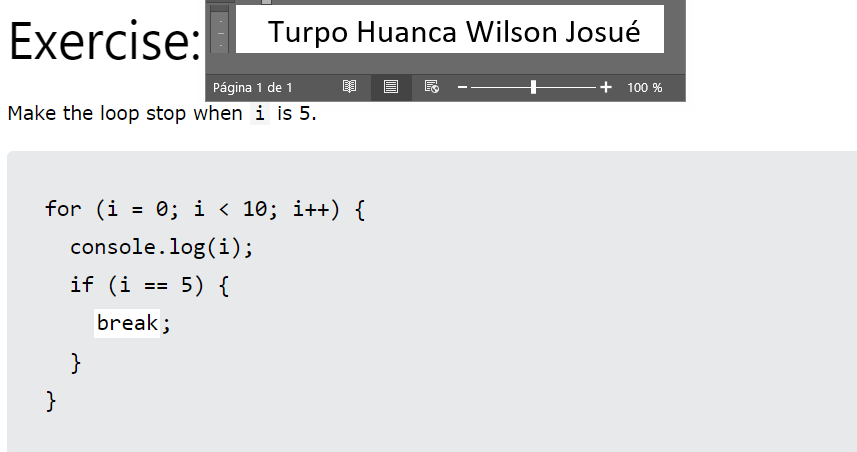 Exercise:
Turpo Huanca Wilson Josué
Página 1 de 1
100 %
Make the loop stop when i is 5.
for (i = 0; i < 10; i++) {
  console.log(i);
  if (i == 5) {
    break;
  }
}